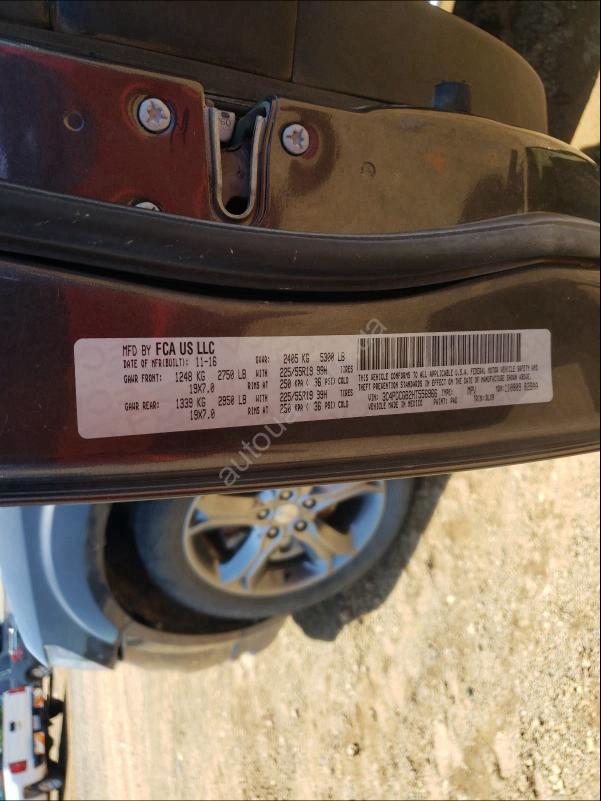 MFD BY FCA US LLC
DATE OF MFR(BUILT): 11-16 GVWR: 2405 KG 5300 LB
GAWR FRONT: 1248 KG 2750 LB WITH 225/55R19 99H
19X7.0 RIMS AT 250 KPA ( 36 PSI) COLD
GAWR REAR: 1339 KG 2950 LB WITH 225/55R19 99H
19X7.0 RIMS AT 250 KPA ( 36 PSI) COLD
THIS VEHICLE CONFORMS TO ALL APPLICABLE U.S.A. FEDERAL MOTOR VEHICLE SAFETY AND
THEFT PREVENTION STANDARDS IN EFFECT ON THE DATE OF MANUFACTURE SHOWN ABOVE.
VIN: 3C4PDCGB2HT556966 TYPE: MPV MDH:
VEHICLE MADE IN MEXICO PAINT: TRIM: